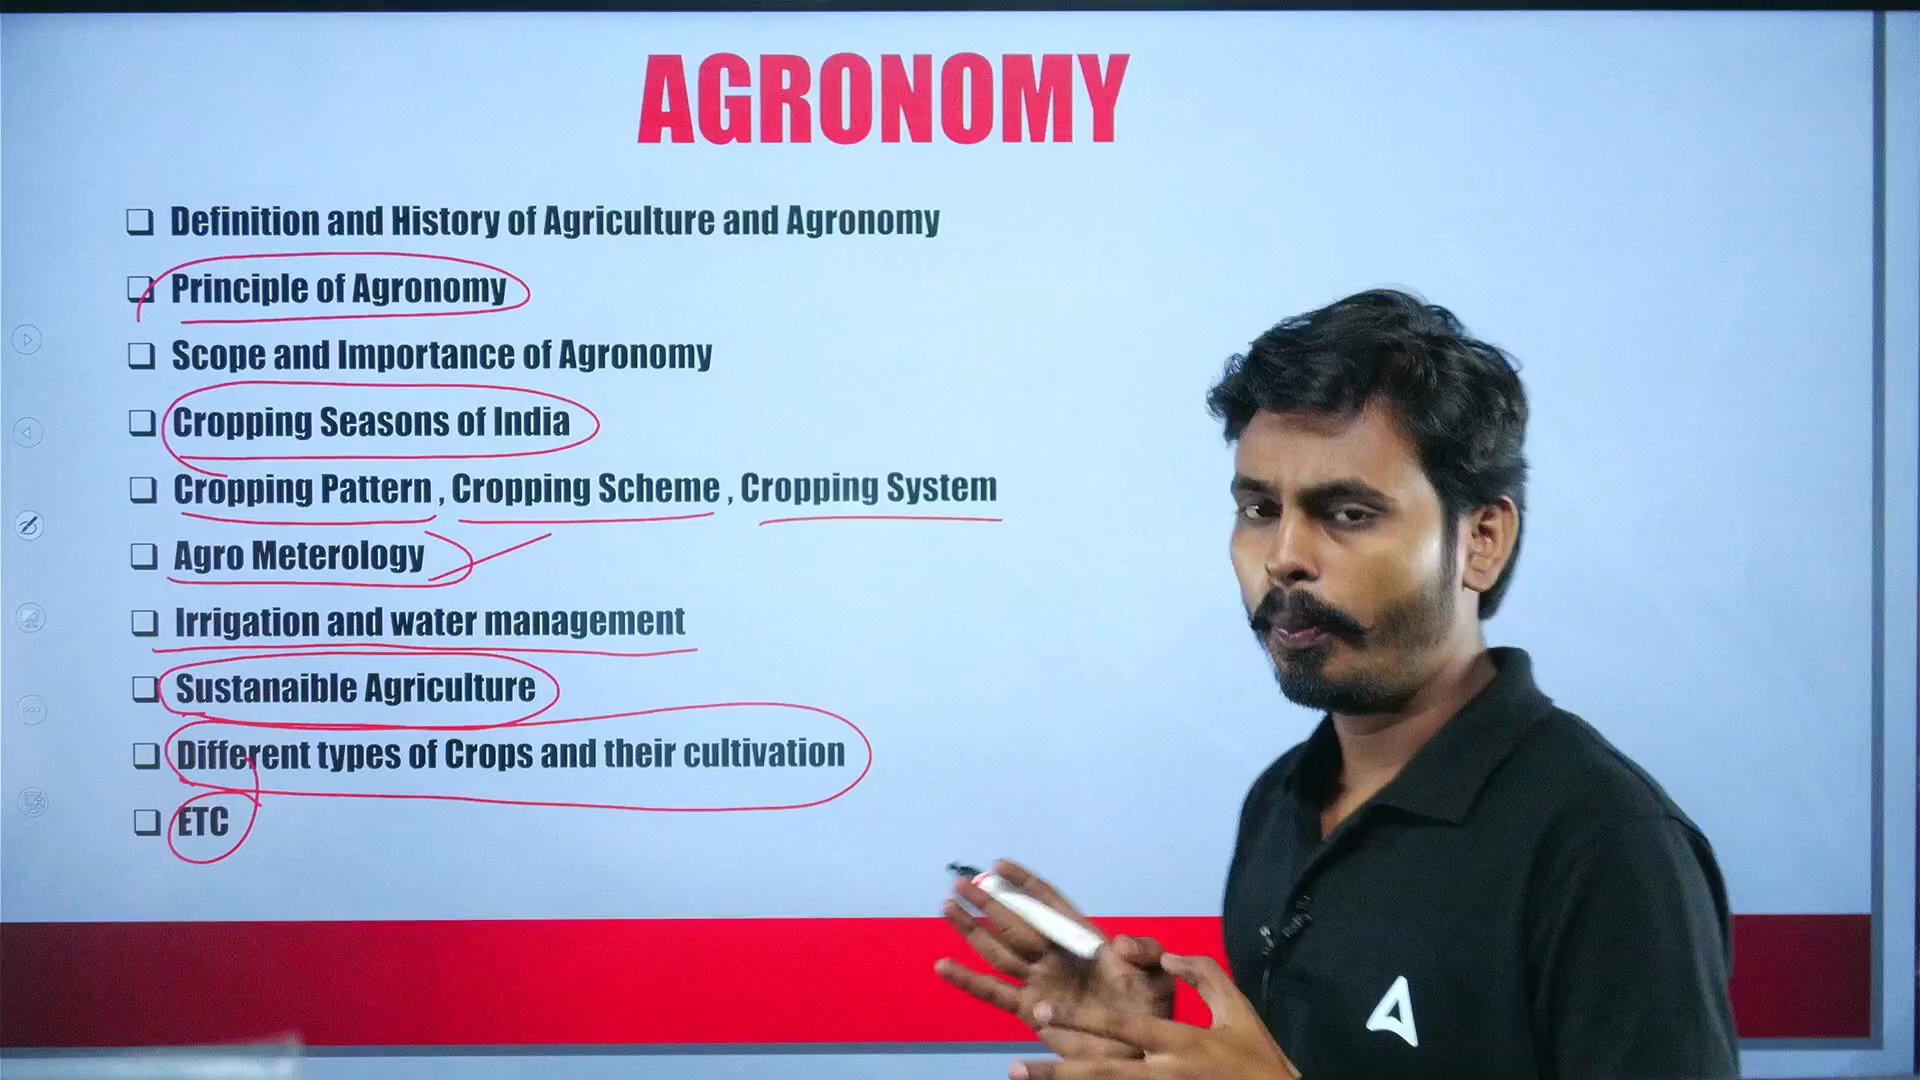 AGRONOMY
Definition and History of Agriculture and Agronomy
Principle of Agronomy
Scope and Importance of Agronomy
Cropping Seasons of India
Cropping Pattern , Cropping Scheme , Cropping System
Agro Meterology
Irrigation and water management
Sustanaible Agriculture
Different types of Crops and their cultivation
ETC